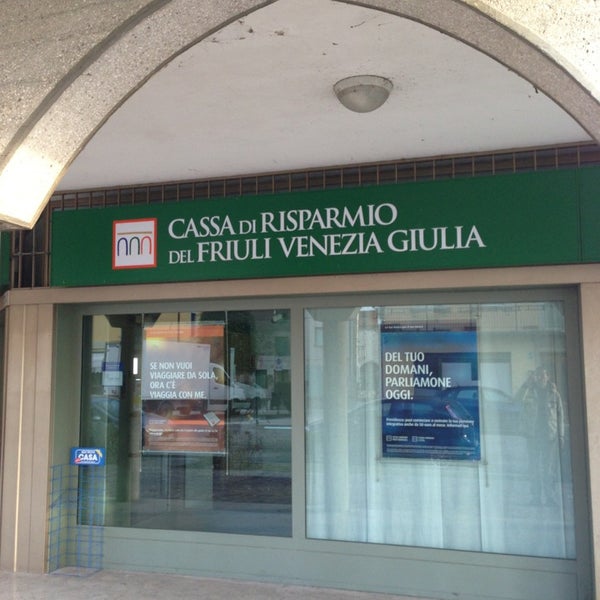 CASSA DI RISPARMIO
DEL FRIULI VENEZIA GIULIA
SE NON VUOI
VIAGGIARE DA SOLA,
ORA C'È
VIAGGIA CON ME.
DEL TUO
DOMANI,
PARLIAMONE
OGGI.
CASA